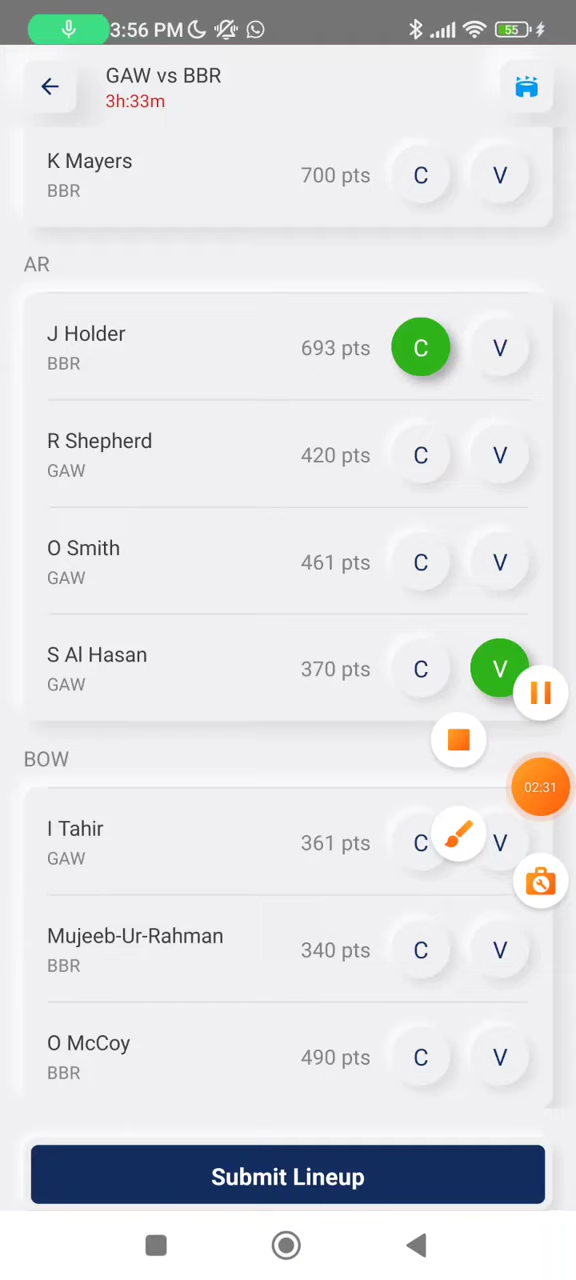 3:56 PM
55
GAW vs BBR
3h:33m
K Mayers
BBR
700 pts
C
V
AR
J Holder
BBR
693 pts
C
V
R Shepherd
GAW
420 pts
C
V
O Smith
GAW
461 pts
C
V
S Al Hasan
GAW
370 pts
C
V
BOW
02:31
I Tahir
GAW
361 pts
C
V
Mujeeb-Ur-Rahman
BBR
340 pts
C
V
O McCoy
BBR
490 pts
C
V
Submit Lineup